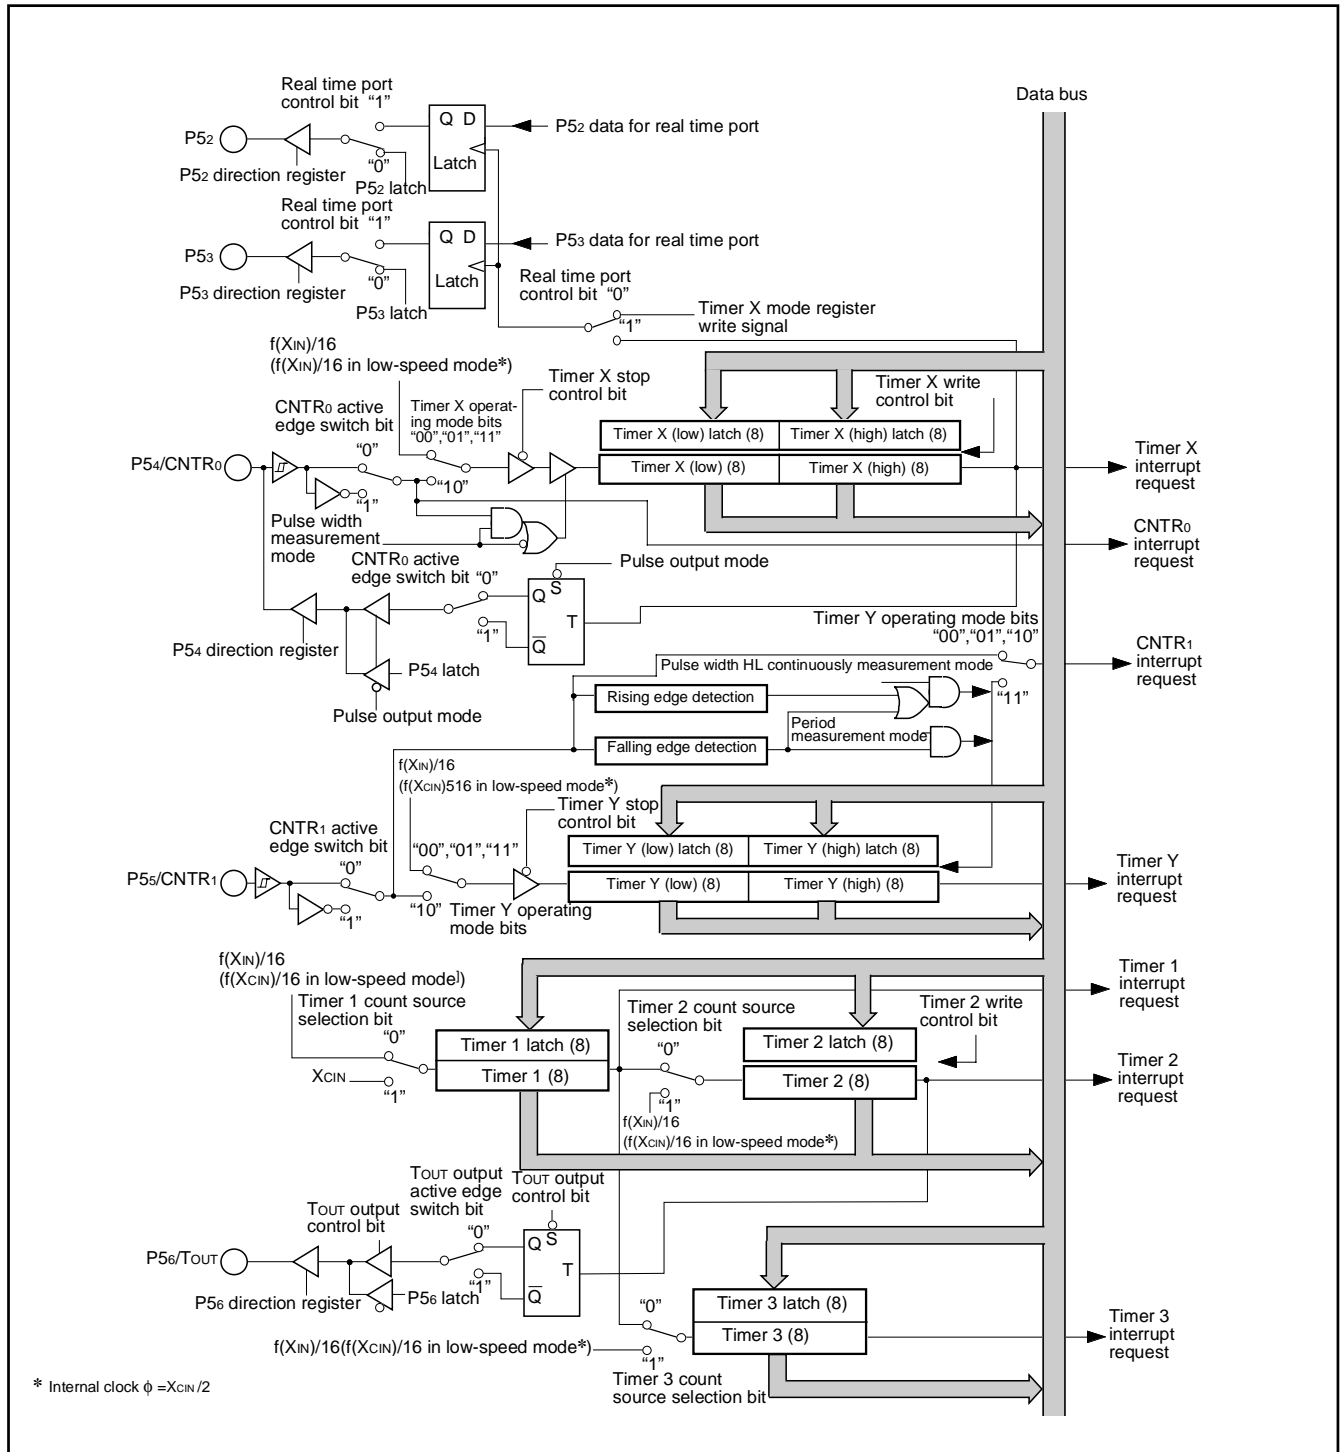 Data bus
Real time port
control bit “1”
Q D
P52
P52 data for real time port
“0”
Latch
P52 direction register
P52 latch
Real time port
control bit “1”
Q D
P53
P53 data for real time port
“0”
Latch
P53 direction register
P53 latch
Real time port
control bit “0”
“1”
Timer X mode register
write signal
f(XIN)/16
(f(XIN)/16 in low-speed mode*)
Timer X stop
control bit
Timer X write
control bit
CNTR0 active
edge switch bit
Timer X operat-
ing mode bits
“00”,“01”,“11”
Timer X (low) latch (8)
Timer X (high) latch (8)
“0”
P54/CNTR0
Timer X (low) (8)
Timer X (high) (8)
Timer X
interrupt
request
“10”
“1”
Pulse width
measurement
mode
CNTR0
interrupt
request
CNTR0 active
edge switch bit “0”
Pulse output mode
Q
S
T
“1”
Q
P54 direction register
P54 latch
Pulse output mode
Timer Y operating mode bits
“00”,“01”,“10”
CNTR1
interrupt
request
Pulse width HL continuously measurement mode
“11”
Rising edge detection
Period
measurement mode
Falling edge detection
f(XIN)/16
(f(XCIN)516 in low-speed mode*)
Timer Y stop
control bit
CNTR1 active
edge switch bit
“00”,“01”,“11”
Timer Y (low) latch (8)
Timer Y (high) latch (8)
“0”
P55/CNTR1
Timer Y (low) (8)
Timer Y (high) (8)
Timer Y
interrupt
request
“10”
“1”
Timer Y operating
mode bits
f(XIN)/16
(f(XCIN)/16 in low-speed mode])
Timer 1
interrupt
request
Timer 1 count source
selection bit
Timer 2 count source
selection bit
Timer 2 write
control bit
“0”
Timer 1 latch (8)
“0”
Timer 2 latch (8)
XCIN
Timer 1 (8)
Timer 2 (8)
Timer 2
interrupt
request
“1”
“1”
f(XIN)/16
(f(XCIN)/16 in low-speed mode*)
TOUT output
active edge
switch bit
TOUT output
control bit
TOUT output
control bit
“0”
Q
S
P56/TOUT
T
“1”
Q
P56 direction register
P56 latch
Timer 3 latch (8)
“0”
Timer 3 (8)
Timer 3
interrupt
request
f(XIN)/16(f(XCIN)/16 in low-speed mode*)
“1”
Timer 3 count
source selection bit
* Internal clock ϕ =XCIN/2